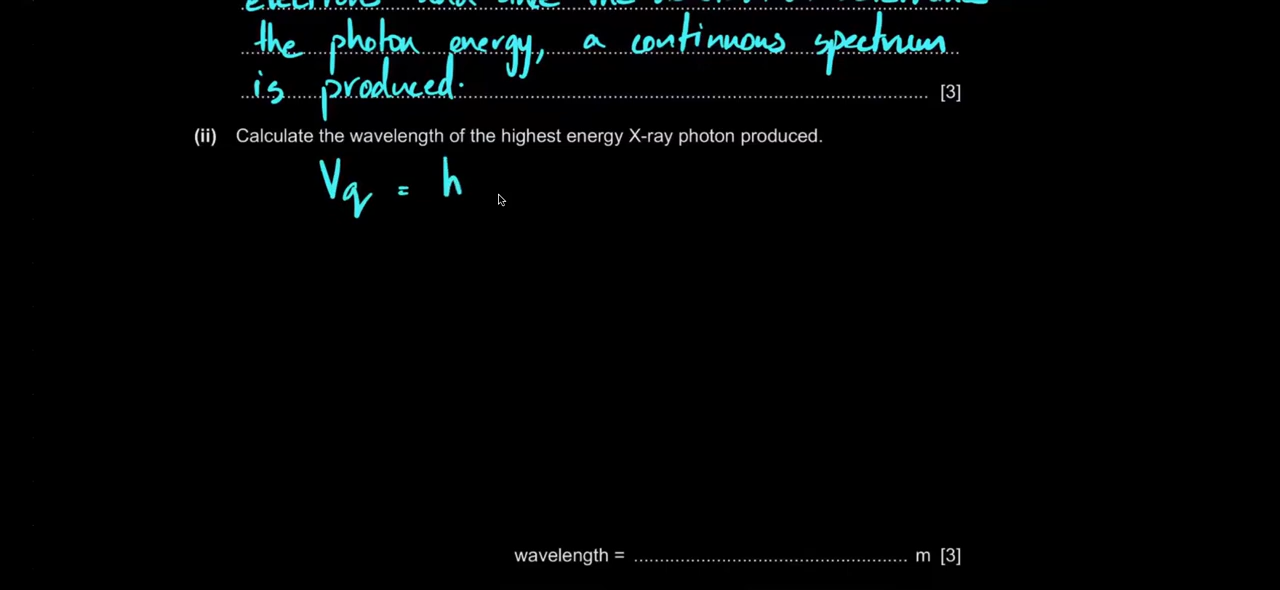 the photon energy, a continuous spectrum
is produced. [3]
(ii) Calculate the wavelength of the highest energy X-ray photon produced.
Vq = h
wavelength = ........................................ m [3]